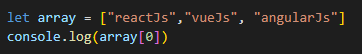 let array = ["reactJs","vueJs", "angularJs"]
console.log(array[0])